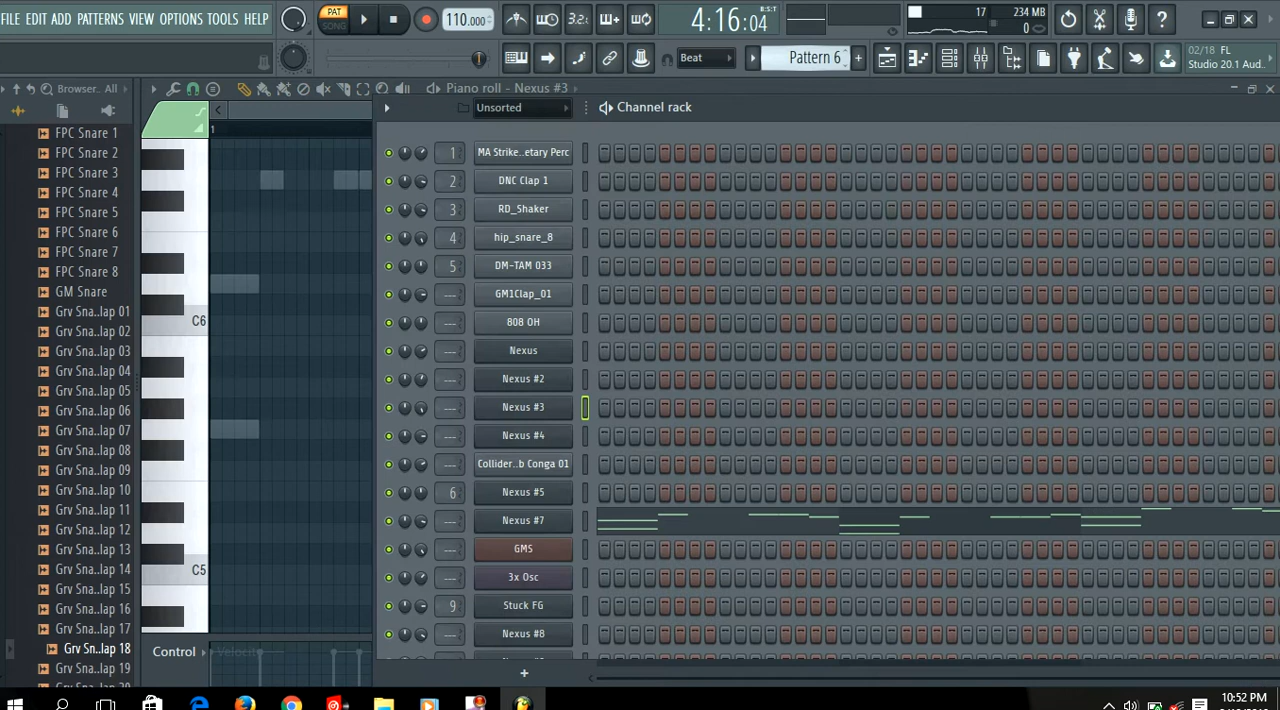 FILE EDIT ADD PATTERNS VIEW OPTIONS TOOLS HELP
PAT
SONG
110.000
3.2.
4:16:04
B:S:T
17
234 MB
0
Beat
Pattern 6
+
02/18 FL
Studio 20.1 Aud..
Browser.. All
Piano roll - Nexus #3
Unsorted
Channel rack
1
FPC Snare 1
FPC Snare 2
FPC Snare 3
FPC Snare 4
FPC Snare 5
FPC Snare 6
FPC Snare 7
FPC Snare 8
GM Snare
Grv Sna..lap 01
Grv Sna..lap 02
Grv Sna..lap 03
Grv Sna..lap 04
Grv Sna..lap 05
Grv Sna..lap 06
Grv Sna..lap 07
Grv Sna..lap 08
Grv Sna..lap 09
Grv Sna..lap 10
Grv Sna..lap 11
Grv Sna..lap 12
Grv Sna..lap 13
Grv Sna..lap 14
Grv Sna..lap 15
Grv Sna..lap 16
Grv Sna..lap 17
Grv Sn..lap 18
Grv Sna..lap 19
C6
C5
Control
Velocity
1 MA Strike..etary Perc
2 DNC Clap 1
3 RD_Shaker
4 hip_snare_8
5 DM-TAM 033
--- GM1Clap_01
--- 808 OH
--- Nexus
--- Nexus #2
--- Nexus #3
--- Nexus #4
--- Collider..b Conga 01
6 Nexus #5
--- Nexus #7
--- GMS
--- 3x Osc
9 Stuck FG
--- Nexus #8
+
10:52 PM